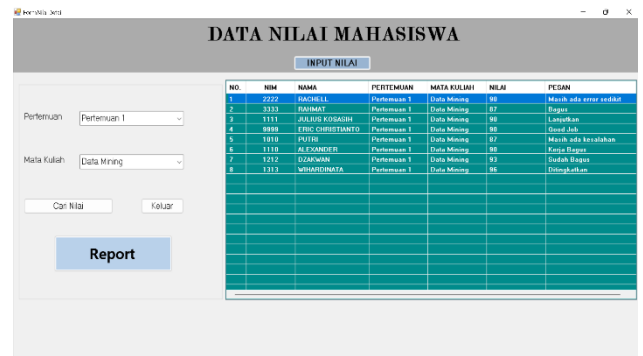 DATA NILAI MAHASISWA
INPUT NILAI
Pertemuan
Pertemuan 1
Mata Kuliah
Data Mining
Cari Nilai
Keluar
Report
NO. NIM NAMA PERTEMUAN MATA KULIAH NILAI PESAN
1 2222 RACHELL Pertemuan 1 Data Mining 90 Masih ada error sedikit
2 3333 RAHMAT Pertemuan 1 Data Mining 87 Bagus
3 1111 JULIUS KOSASIH Pertemuan 1 Data Mining 90 Lanjutkan
4 9999 ERIC CHRISTIANTO Pertemuan 1 Data Mining 90 Good Job
5 1010 PUTRI Pertemuan 1 Data Mining 87 Masih ada kesalahan
6 1110 ALEXANDER Pertemuan 1 Data Mining 90 Kerja Bagus
7 1212 DZAKWAN Pertemuan 1 Data Mining 93 Sudah Bagus
8 1313 WIHARDINATA Pertemuan 1 Data Mining 96 Ditingkatkan